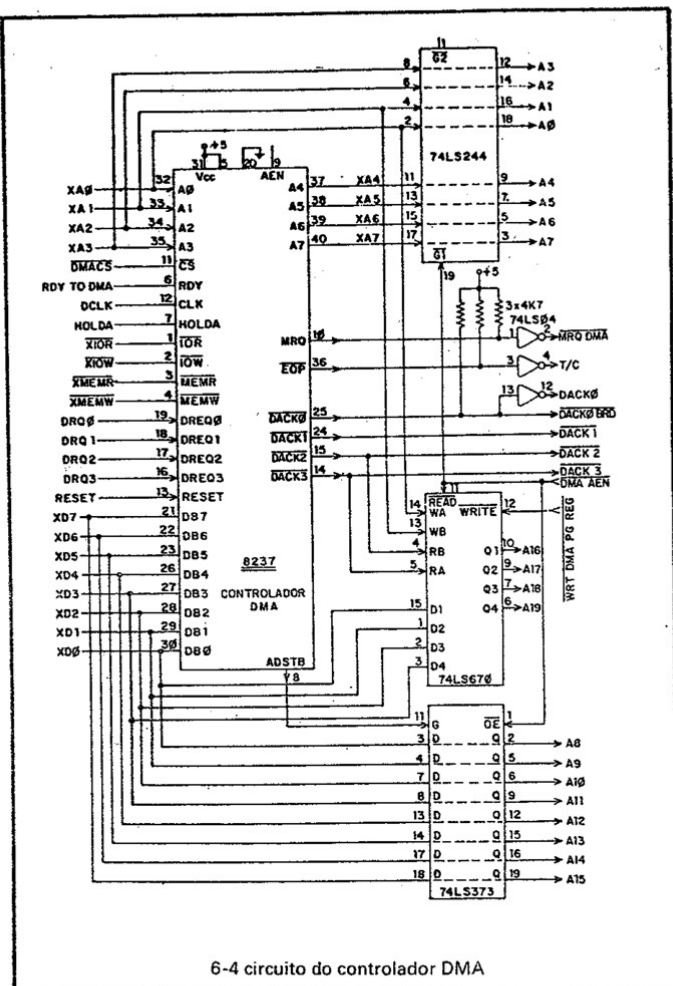 1
G2
8 12 A3
6 14 A2
4 16 A1
2 18 AØ
74LS244
+5
31 5 20 9
Vcc AEN
XAØ 32 AØ
XA1 33 A1
XA2 34 A2
XA3 35 A3
A4 37 XA4 11 9 A4
A5 38 XA5 13 7 A5
A6 39 XA6 15 5 A6
A7 40 XA7 17 3 A7
G1
19
+5
3x4K7
74LSØ4
DMACS 11 CS
RDY TO DMA 6 RDY
DCLK 12 CLK
HOLDA 7 HOLDA
XIOR 1 IOR
XIOW 2 IOW
XMEMR 3 MEMR
XMEMW 4 MEMW
DRQØ 19 DREQØ
DRQ1 18 DREQ1
DRQ2 17 DREQ2
DRQ3 16 DREQ3
RESET 13 RESET
XD7 21 DB7
XD6 22 DB6
XD5 23 DB5
XD4 26 DB4
XD3 27 DB3
XD2 28 DB2
XD1 29 DB1
XDØ 30 DBØ
MRQ 10 1 2 MRQ DMA
EOP 36 3 4 T/C
13 12 DACKØ
DACKØ 25 DACKØ BRD
DACK1 24 DACK 1
DACK2 15 DACK 2
DACK3 14 DACK 3
DMA AEN
11
READ
14 WA WRITE 12
13 WB
4 RB
5 RA
Q1 10 A16
Q2 9 A17
Q3 7 A18
Q4 6 A19
WRT DMA PG REG
15 D1
1 D2
2 D3
3 D4
74LS67Ø
8237
CONTROLADOR
DMA
ADSTB
8
11 G OE 1
3 D Q 2 A8
4 D Q 5 A9
7 D Q 6 A1Ø
8 D Q 9 A11
13 D Q 12 A12
14 D Q 15 A13
17 D Q 16 A14
18 D Q 19 A15
74LS373
6-4 circuito do controlador DMA